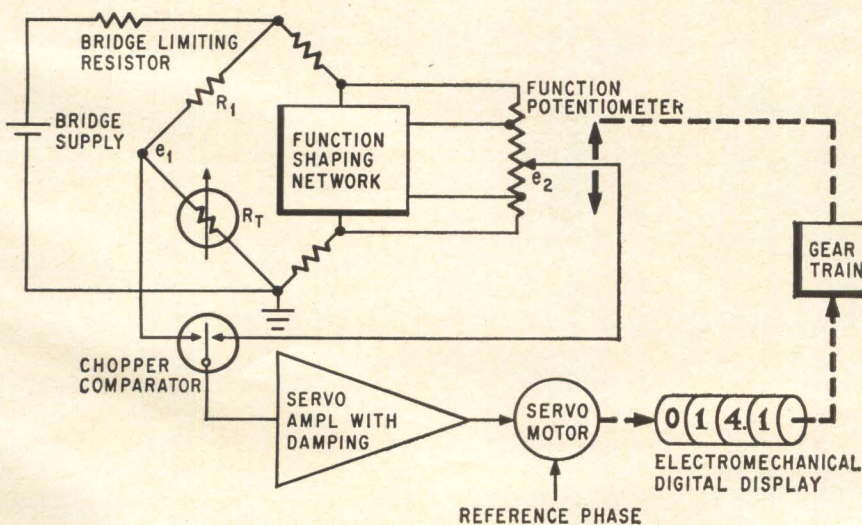 BRIDGE LIMITING
RESISTOR
R1
BRIDGE
SUPPLY
e1
RT
FUNCTION
SHAPING
NETWORK
FUNCTION
POTENTIOMETER
e2
GEAR
TRAIN
CHOPPER
COMPARATOR
SERVO
AMPL WITH
DAMPING
SERVO
MOTOR
0 1 4. 1
ELECTROMECHANICAL
DIGITAL DISPLAY
REFERENCE PHASE